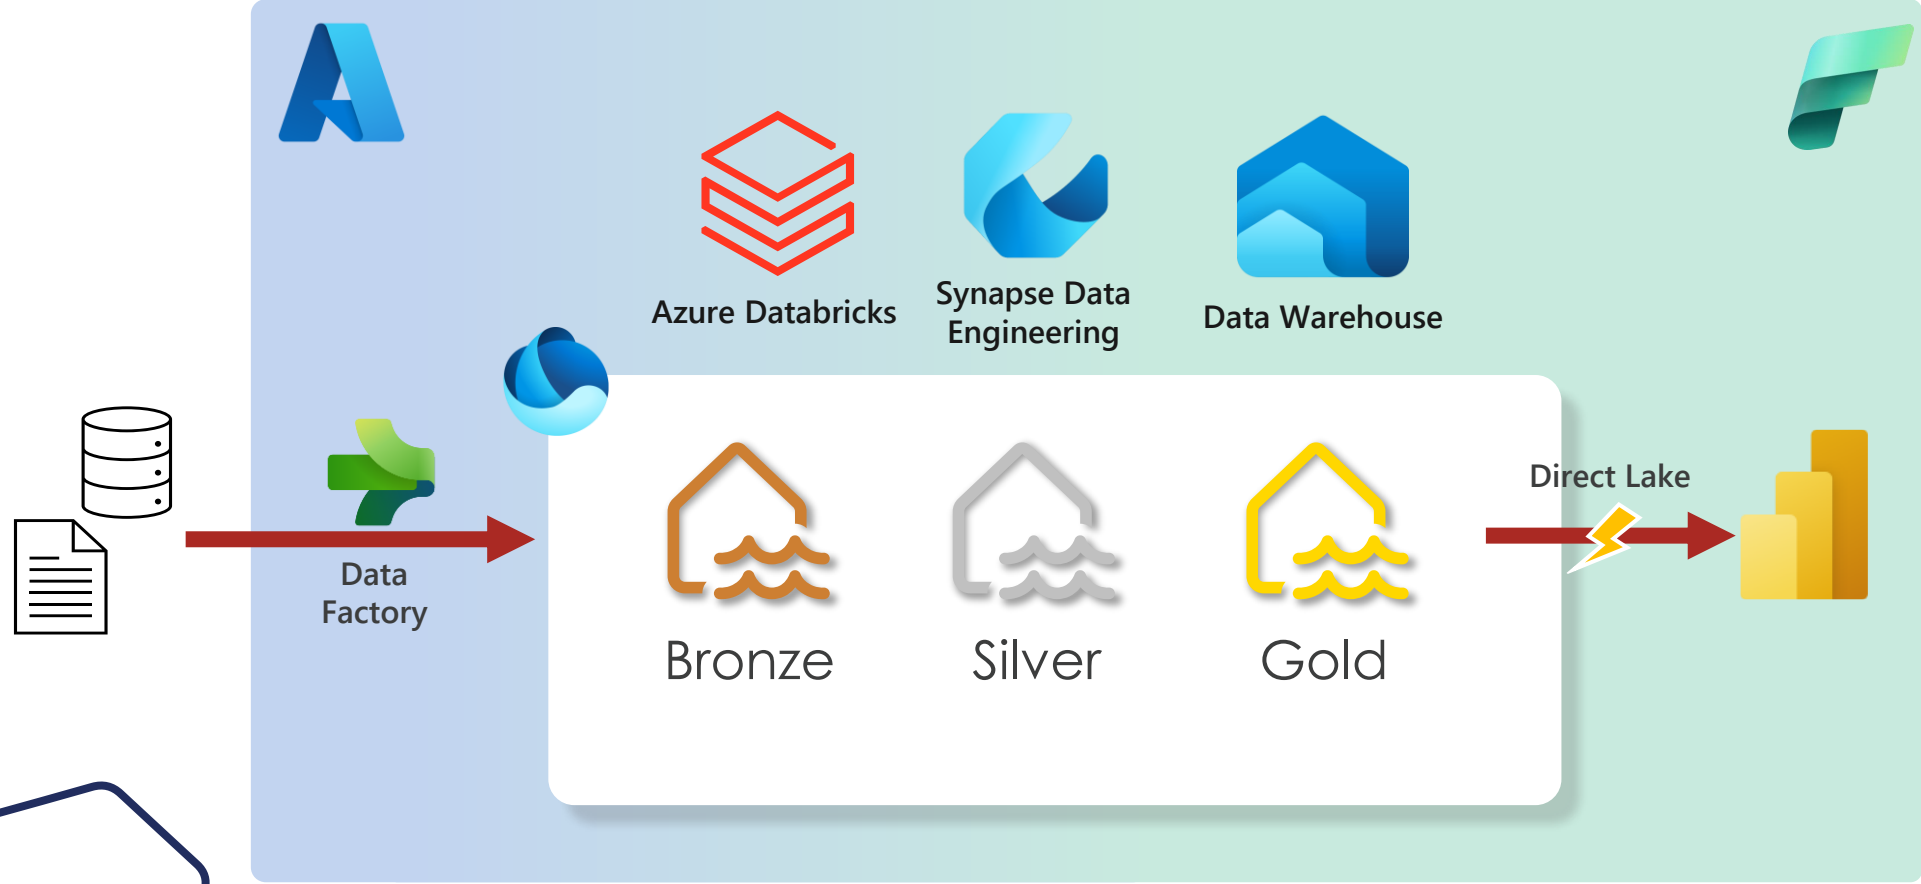 Azure Databricks
Synapse Data
Engineering
Data Warehouse
Data
Factory
Direct Lake
Bronze
Silver
Gold